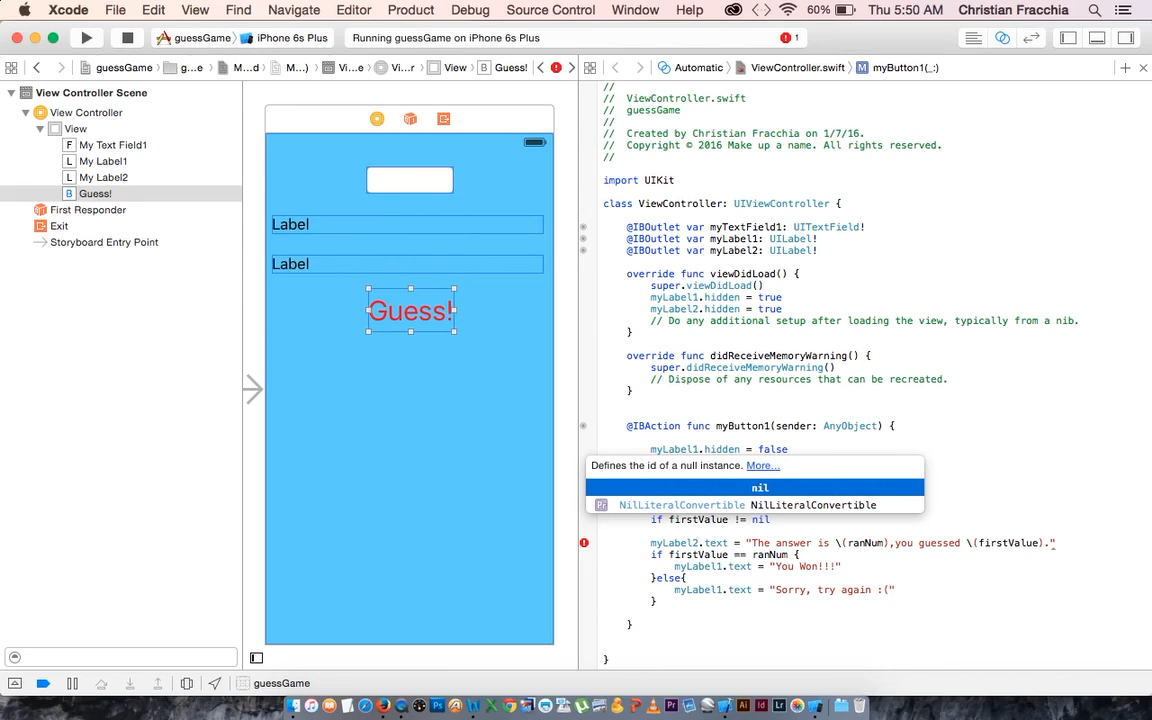 Xcode File Edit View Find Navigate Editor Product Debug Source Control Window Help 60% Thu 5:50 AM Christian Fracchia
guessGame iPhone 6s Plus Running guessGame on iPhone 6s Plus 1
guessGame g...e M...d M...) Vi...e Vi...r View Guess! Automatic ViewController.swift M myButton1(_:)
View Controller Scene
View Controller
View
F My Text Field1
L My Label1
L My Label2
B Guess!
First Responder
Exit
Storyboard Entry Point
Label
Label
Guess!
//
// ViewController.swift
// guessGame
//
// Created by Christian Fracchia on 1/7/16.
// Copyright © 2016 Make up a name. All rights reserved.
//
import UIKit
class ViewController: UIViewController {
@IBOutlet var myTextField1: UITextField!
@IBOutlet var myLabel1: UILabel!
@IBOutlet var myLabel2: UILabel!
override func viewDidLoad() {
super.viewDidLoad()
myLabel1.hidden = true
myLabel2.hidden = true
// Do any additional setup after loading the view, typically from a nib.
}
override func didReceiveMemoryWarning() {
super.didReceiveMemoryWarning()
// Dispose of any resources that can be recreated.
}
@IBAction func myButton1(sender: AnyObject) {
myLabel1.hidden = false
Defines the id of a null instance. More...
nil
Pr NilLiteralConvertible NilLiteralConvertible
if firstValue != nil
myLabel2.text = "The answer is \(ranNum),you guessed \(firstValue)."
if firstValue == ranNum {
myLabel1.text = "You Won!!!"
}else{
myLabel1.text = "Sorry, try again :("
}
}
}
guessGame